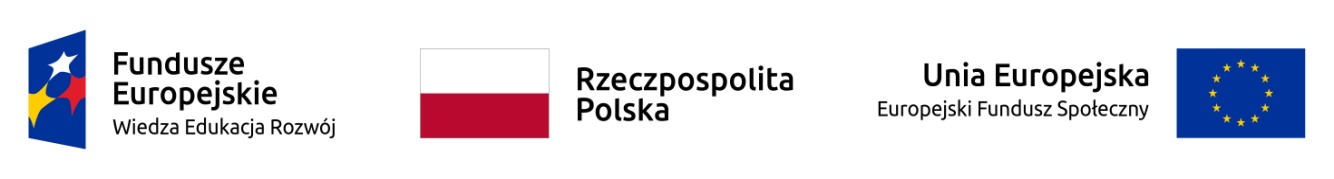 Fundusze
Europejskie
Wiedza Edukacja Rozwój
Rzeczpospolita
Polska
Unia Europejska
Europejski Fundusz Społeczny